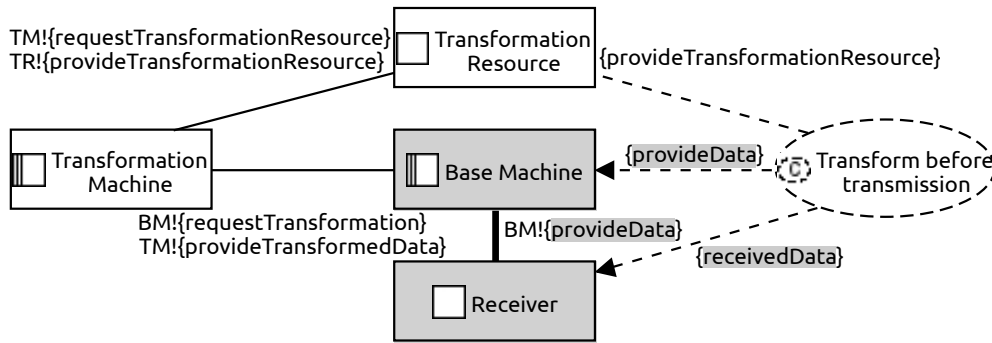 TM!{requestTransformationResource}
TR!{provideTransformationResource}
Transformation
Resource
{provideTransformationResource}
Transformation
Machine
Base Machine
{provideData}
C
Transform before
transmission
BM!{requestTransformation}
TM!{provideTransformedData}
BM!{provideData}
{receivedData}
Receiver